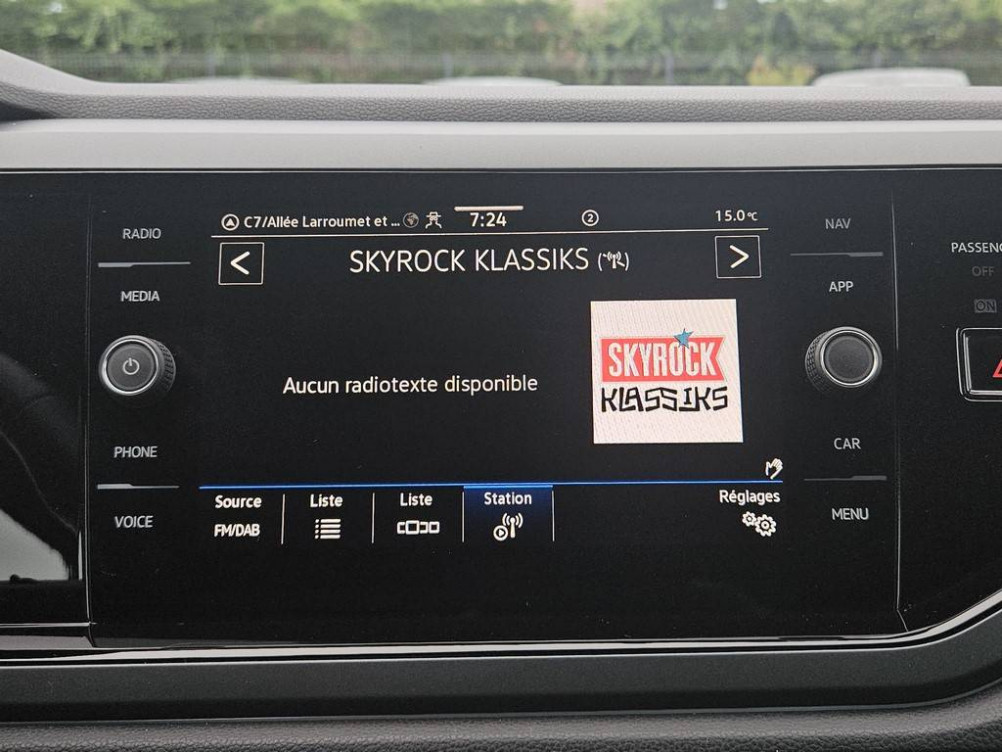 RADIO
MEDIA
PHONE
VOICE
C7/Allée Larroumet et ...
7:24
2
15.0°C
SKYROCK KLASSIKS
Aucun radiotexte disponible
SKYROCK
KLASSIKS
Source
FM/DAB
Liste
Liste
Station
Réglages
NAV
APP
CAR
MENU
PASSENG
OFF
ON